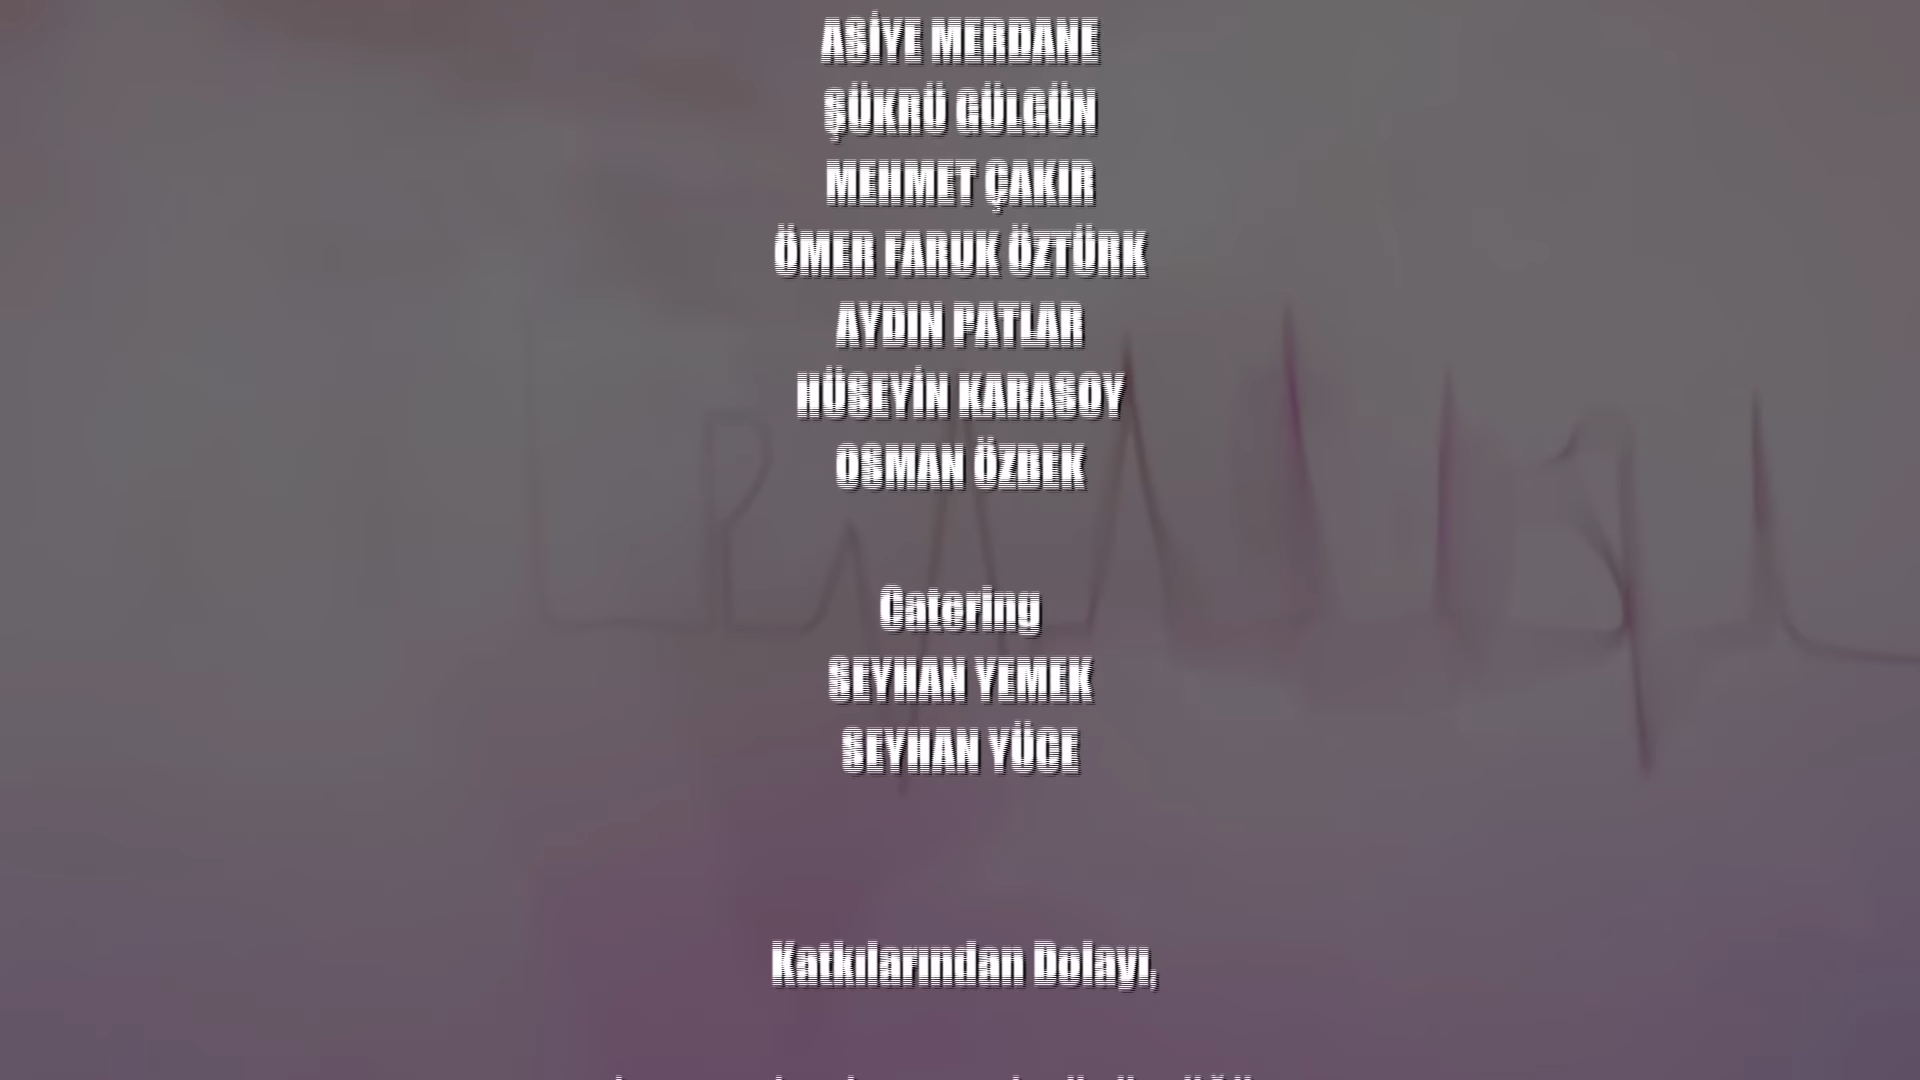 ASİYE MERDANE
ŞÜKRÜ GÜLGÜN
MEHMET ÇAKIR
ÖMER FARUK ÖZTÜRK
AYDIN PATLAR
HÜSEYİN KARASOY
OSMAN ÖZBEK
Catering
SEYHAN YEMEK
SEYHAN YÜCE
Katkılarından Dolayı,